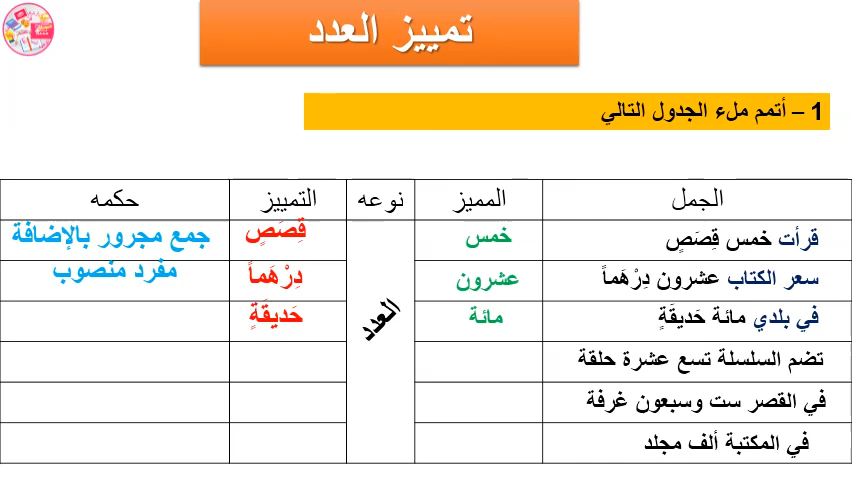 تمييز العدد
1 – أتمم ملء الجدول التالي
الجمل المميز نوعه التمييز حكمه
قرأت خمس قِصَصٍ خمس قِصَصٍ جمع مجرور بالإضافة
سعر الكتاب عشرون دِرْهَماً عشرون دِرْهَماً مفرد منصوب
في بلدي مائة حَديقَةٍ مائة العدد حَديقَةٍ
تضم السلسلة تسع عشرة حلقة
في القصر ست وسبعون غرفة
في المكتبة ألف مجلد